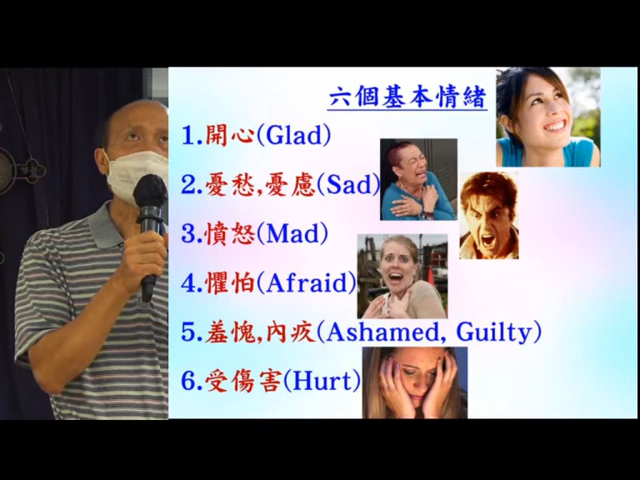 六個基本情緒
1.開心(Glad)
2.憂愁,憂慮(Sad)
3.憤怒(Mad)
4.懼怕(Afraid)
5.羞愧,內疚(Ashamed, Guilty)
6.受傷害(Hurt)